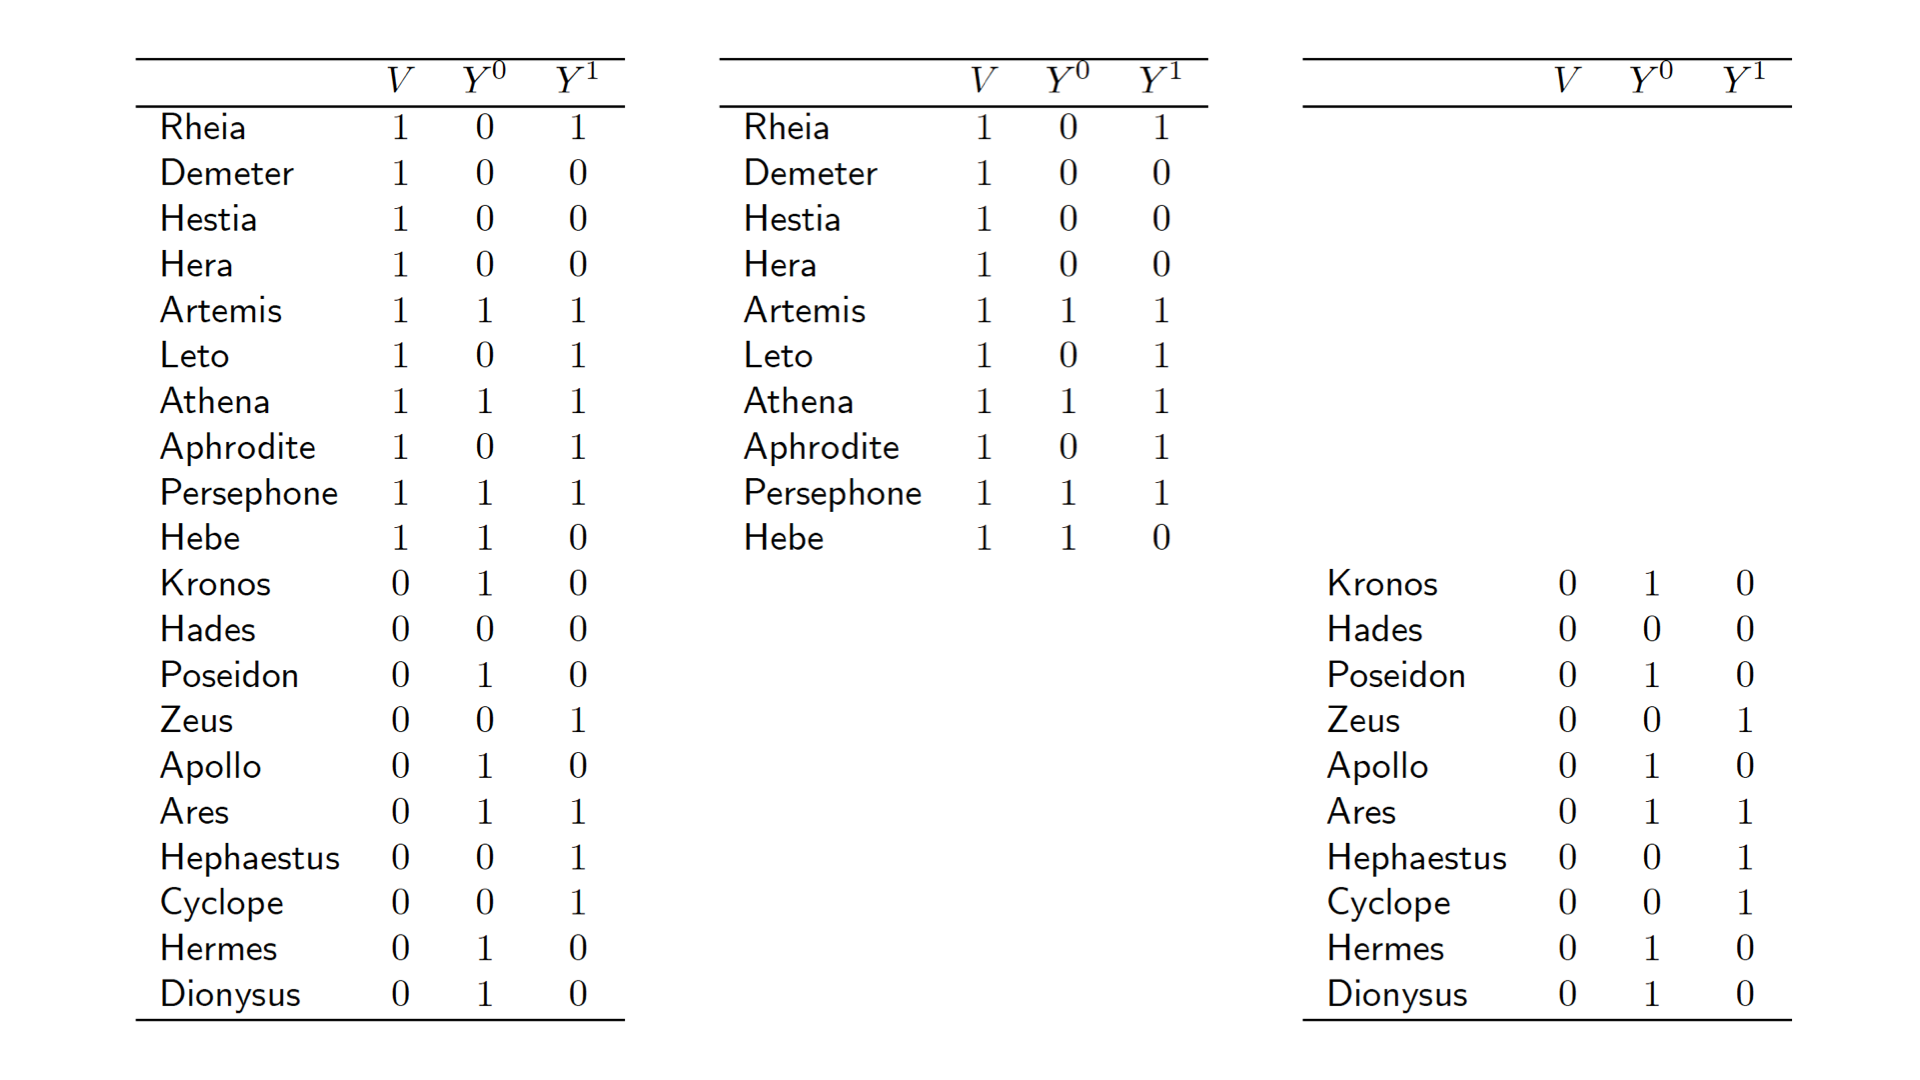 V Y⁰ Y¹ V Y⁰ Y¹ V Y⁰ Y¹
Rheia 1 0 1 Rheia 1 0 1
Demeter 1 0 0 Demeter 1 0 0
Hestia 1 0 0 Hestia 1 0 0
Hera 1 0 0 Hera 1 0 0
Artemis 1 1 1 Artemis 1 1 1
Leto 1 0 1 Leto 1 0 1
Athena 1 1 1 Athena 1 1 1
Aphrodite 1 0 1 Aphrodite 1 0 1
Persephone 1 1 1 Persephone 1 1 1
Hebe 1 1 0 Hebe 1 1 0
Kronos 0 1 0 Kronos 0 1 0
Hades 0 0 0 Hades 0 0 0
Poseidon 0 1 0 Poseidon 0 1 0
Zeus 0 0 1 Zeus 0 0 1
Apollo 0 1 0 Apollo 0 1 0
Ares 0 1 1 Ares 0 1 1
Hephaestus 0 0 1 Hephaestus 0 0 1
Cyclope 0 0 1 Cyclope 0 0 1
Hermes 0 1 0 Hermes 0 1 0
Dionysus 0 1 0 Dionysus 0 1 0